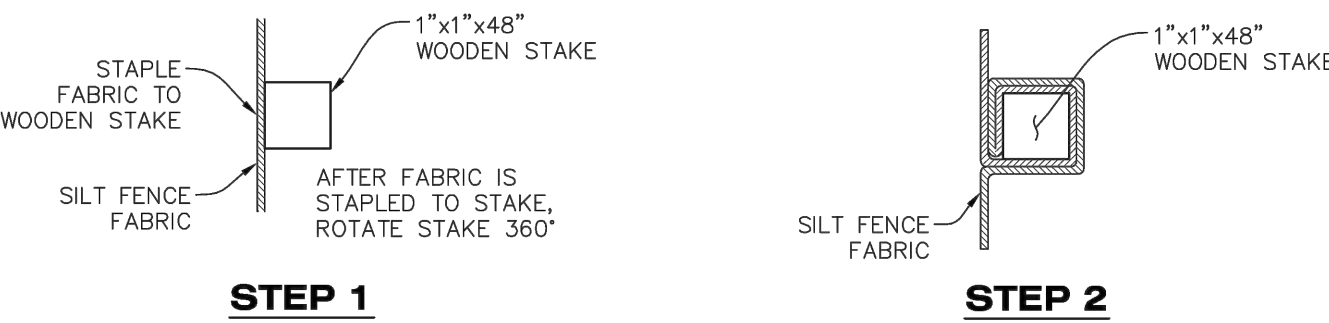 1”x1”x48”
WOODEN STAKE
STAPLE
FABRIC TO
WOODEN STAKE
SILT FENCE
FABRIC
AFTER FABRIC IS
STAPLED TO STAKE,
ROTATE STAKE 360°
STEP 1
1”x1”x48”
WOODEN STAKE
SILT FENCE
FABRIC
STEP 2